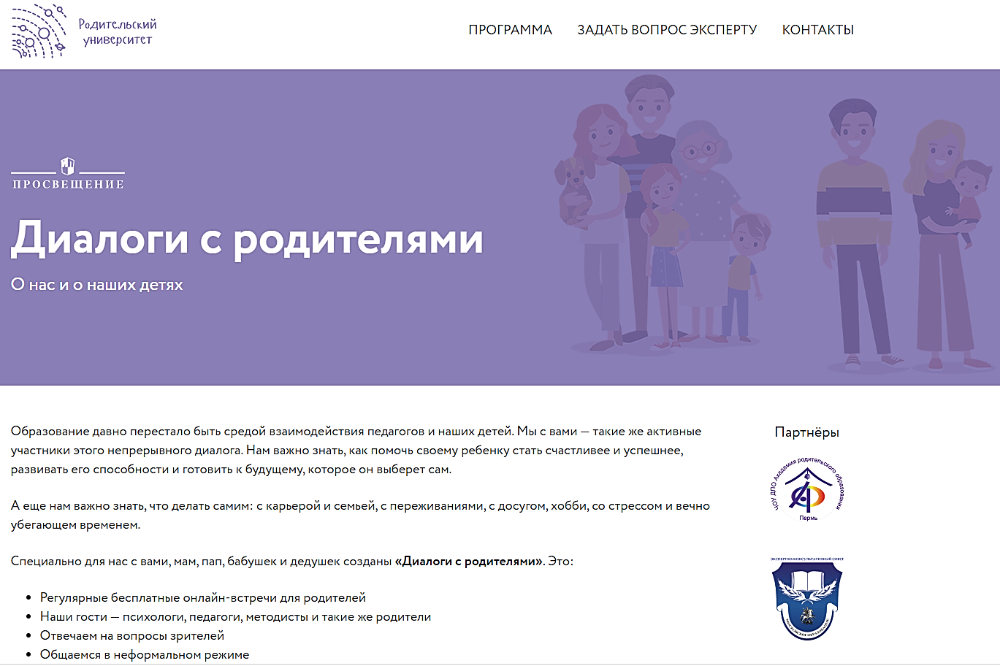 Родительский
университет
ПРОГРАММА
ЗАДАТЬ ВОПРОС ЭКСПЕРТУ
КОНТАКТЫ
ПРОСВЕЩЕНИЕ
Диалоги с родителями
О нас и о наших детях
Образование давно перестало быть средой взаимодействия педагогов и наших детей. Мы с вами — такие же активные
участники этого непрерывного диалога. Нам важно знать, как помочь своему ребенку стать счастливее и успешнее,
развивать его способности и готовить к будущему, которое он выберет сам.
А еще нам важно знать, что делать самим: с карьерой и семьей, с переживаниями, с досугом, хобби, со стрессом и вечно
убегающем временем.
Специально для нас с вами, мам, пап, бабушек и дедушек созданы «Диалоги с родителями». Это:
Регулярные бесплатные онлайн-встречи для родителей
Наши гости — психологи, педагоги, методисты и такие же родители
Отвечаем на вопросы зрителей
Общаемся в неформальном режиме
Партнёры
ЧОУ ДПО Академия родительского образования
Пермь
ЭКСПЕРТНО-КОНСУЛЬТАТИВНЫЙ СОВЕТ
МОСКОВСКОЕ ОБРАЗОВАНИЕ